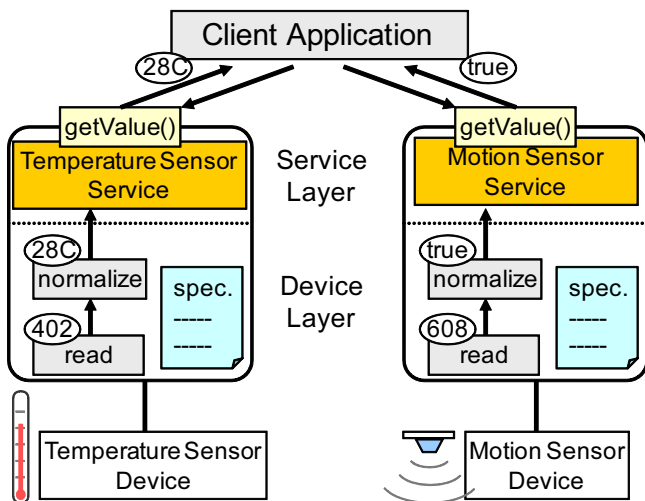 Client Application
28C
true
getValue()
getValue()
Temperature Sensor
Service
Service
Layer
Motion Sensor
Service
28C
normalize
spec.
-----
-----
402
read
Device
Layer
true
normalize
spec.
-----
-----
608
read
Temperature Sensor
Device
Motion Sensor
Device